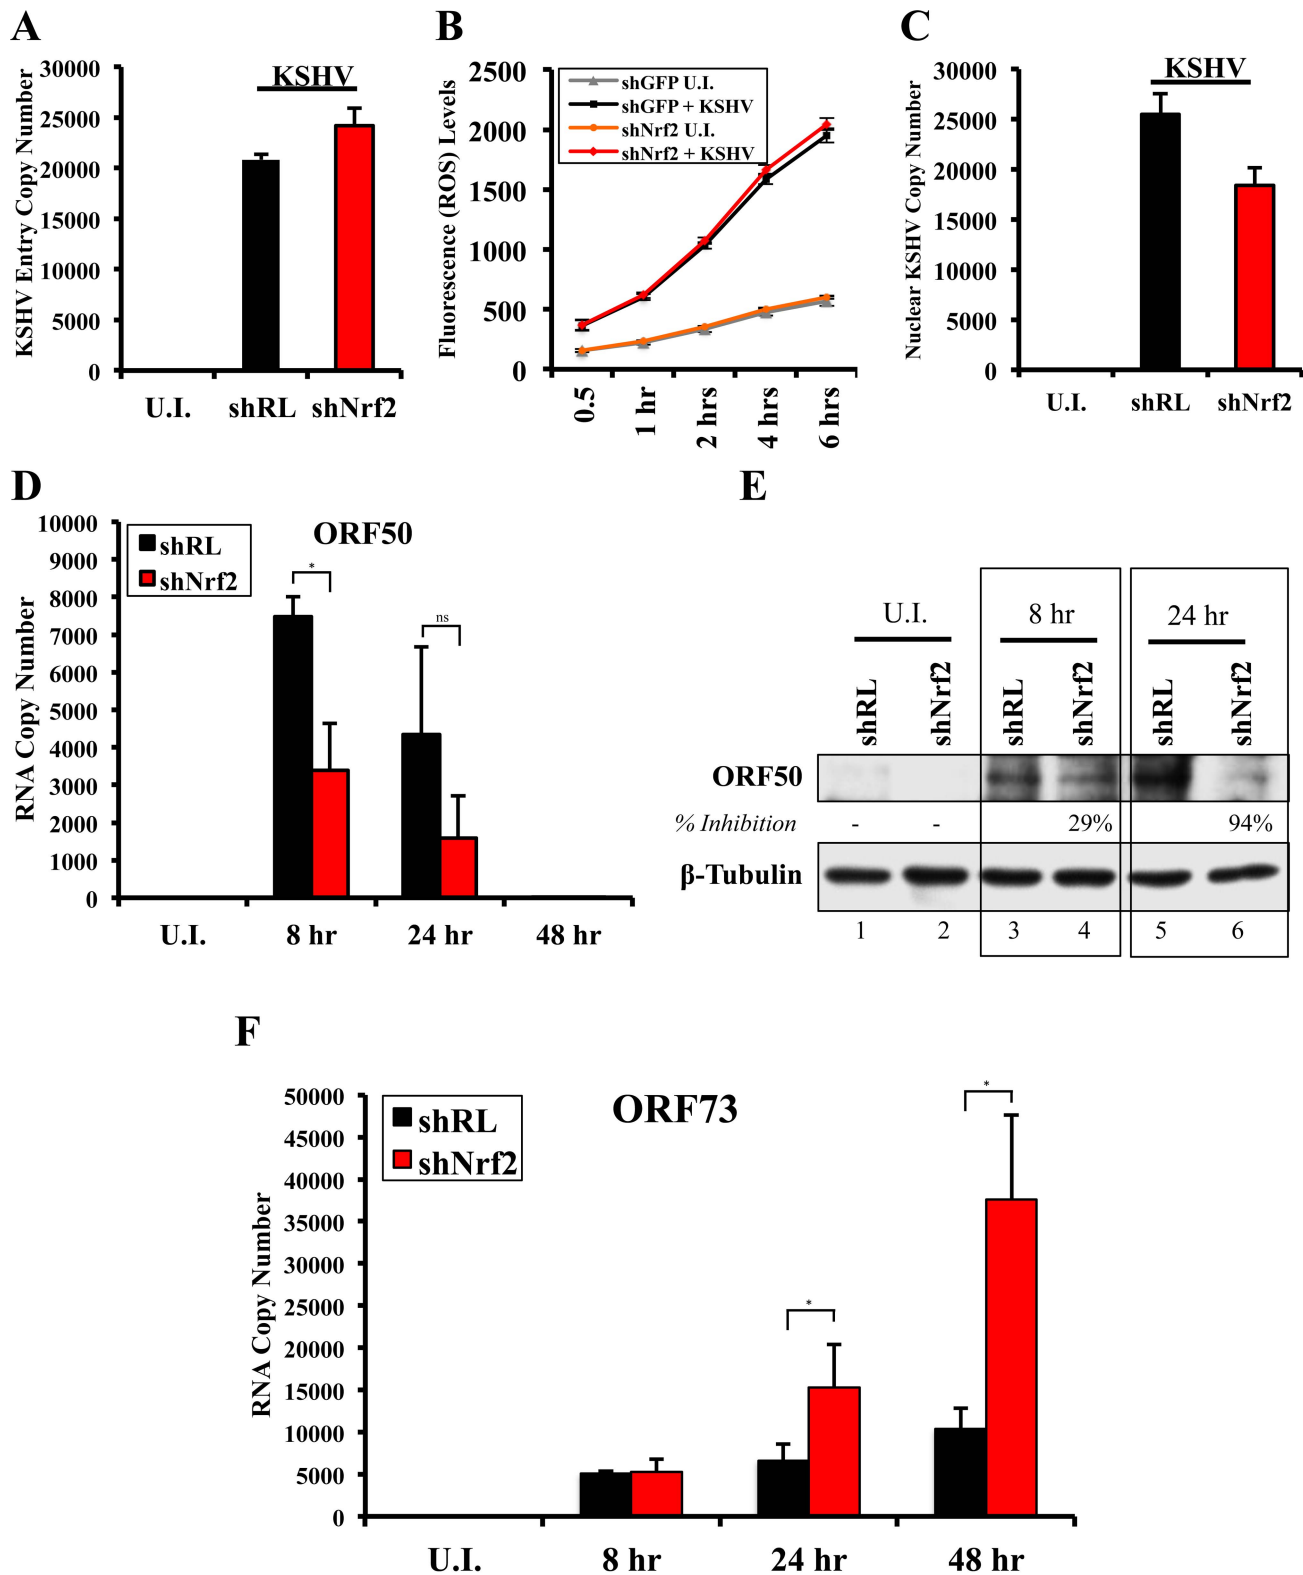 A
KSHV Entry Copy Number
30000
25000
20000
15000
10000
5000
0
KSHV
U.I. shRL shNrf2
B
Fluorescence (ROS) Levels
2500
2000
1500
1000
500
0
shGFP U.I.
shGFP + KSHV
shNrf2 U.I.
shNrf2 + KSHV
0.5
1 hr
2 hrs
4 hrs
6 hrs
C
Nuclear KSHV Copy Number
30000
25000
20000
15000
10000
5000
0
KSHV
U.I. shRL shNrf2
D
RNA Copy Number
10000
9000
8000
7000
6000
5000
4000
3000
2000
1000
0
shRL
shNrf2
ORF50
*
ns
U.I. 8 hr 24 hr 48 hr
E
U.I. 8 hr 24 hr
shRL shNrf2 shRL shNrf2 shRL shNrf2
ORF50
% Inhibition - - 29% 94%
β-Tubulin
1 2 3 4 5 6
F
RNA Copy Number
50000
45000
40000
35000
30000
25000
20000
15000
10000
5000
0
shRL
shNrf2
ORF73
*
*
U.I. 8 hr 24 hr 48 hr